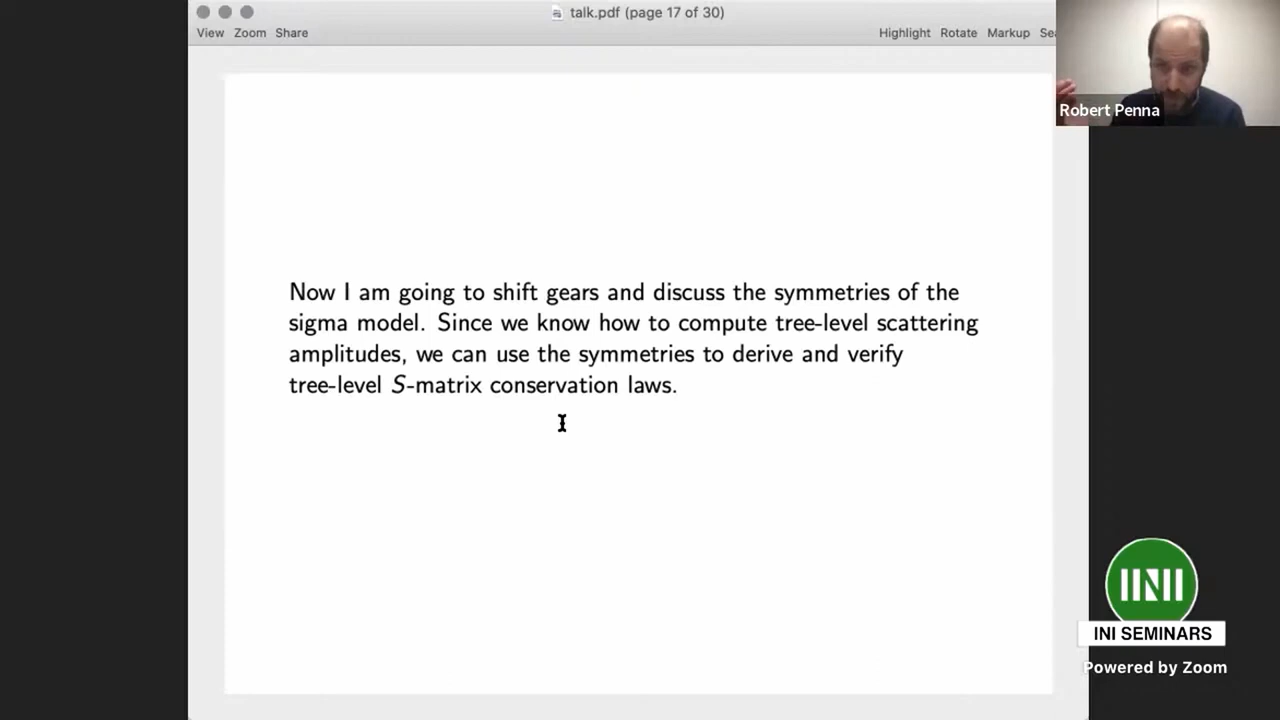 talk.pdf (page 17 of 30)
View Zoom Share
Highlight Rotate Markup
Robert Penna
Now I am going to shift gears and discuss the symmetries of the
sigma model. Since we know how to compute tree-level scattering
amplitudes, we can use the symmetries to derive and verify
tree-level S-matrix conservation laws.
INI SEMINARS
Powered by Zoom